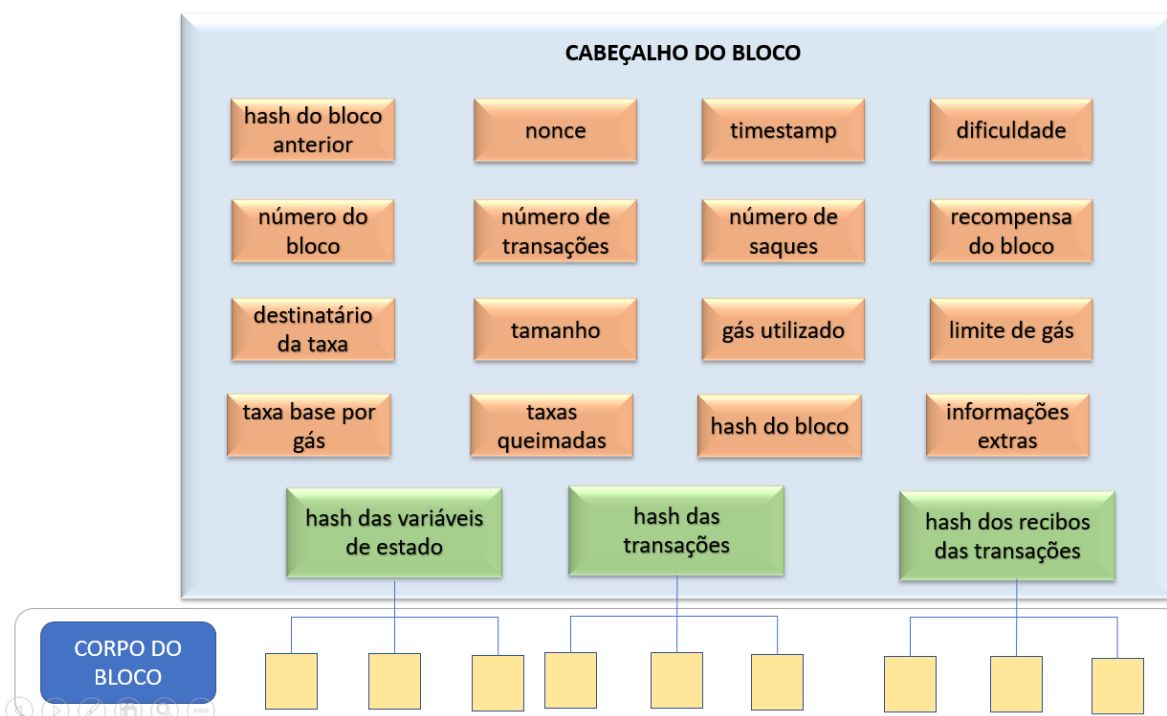 CABEÇALHO DO BLOCO
hash do bloco
anterior
nonce
timestamp
dificuldade
número do
bloco
número de
transações
número de
saques
recompensa
do bloco
destinatário
da taxa
tamanho
gás utilizado
limite de gás
taxa base por
gás
taxas
queimadas
hash do bloco
informações
extras
hash das variáveis
de estado
hash das
transações
hash dos recibos
das transações
CORPO DO
BLOCO